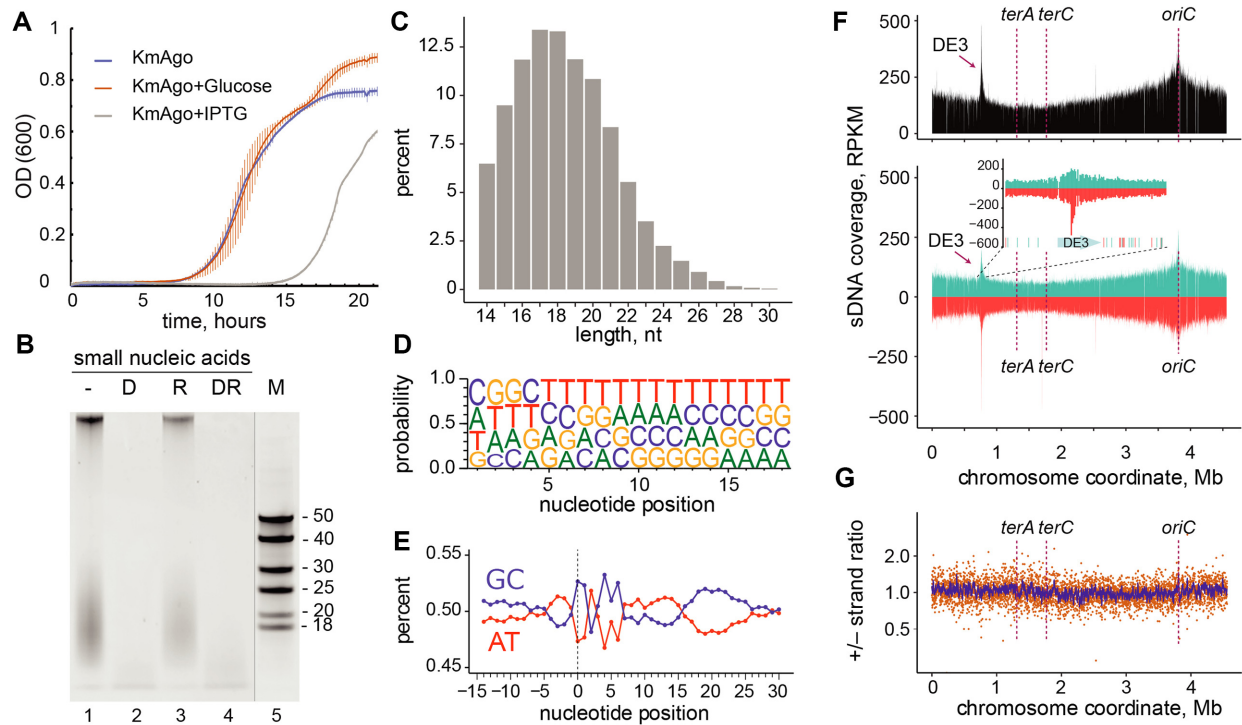 A
OD (600)
1
0.8
0.6
0.4
0.2
0
KmAgo
KmAgo+Glucose
KmAgo+IPTG
0 5 10 15 20
time, hours
B
small nucleic acids
- D R DR M
- 50
- 40
- 30
- 25
- 20
- 18
1 2 3 4 5
C
percent
12.5
10.0
7.5
5.0
2.5
0
14 16 18 20 22 24 26 28 30
length, nt
D
probability
1.0
0.5
0.0
CGGCTTTTTTTTTTTTTT
ATTTCCGGAAAACCCCGG
TAAGAGACGCCCAAGGCC
GCCAGACACGGGGGAAAA
5 10 15
nucleotide position
E
percent
0.55
0.50
0.45
GC
AT
−15 −10 −5 0 5 10 15 20 25 30
nucleotide position
F
terA terC oriC
DE3
500
250
0
sDNA coverage, RPKM
500
250
0
−250
−500
200
0
−200
−400
−600
DE3
DE3
terA terC oriC
0 1 2 3 4
chromosome coordinate, Mb
G
terA terC oriC
+/− strand ratio
2.0
1.0
0.5
0 1 2 3 4
chromosome coordinate, Mb